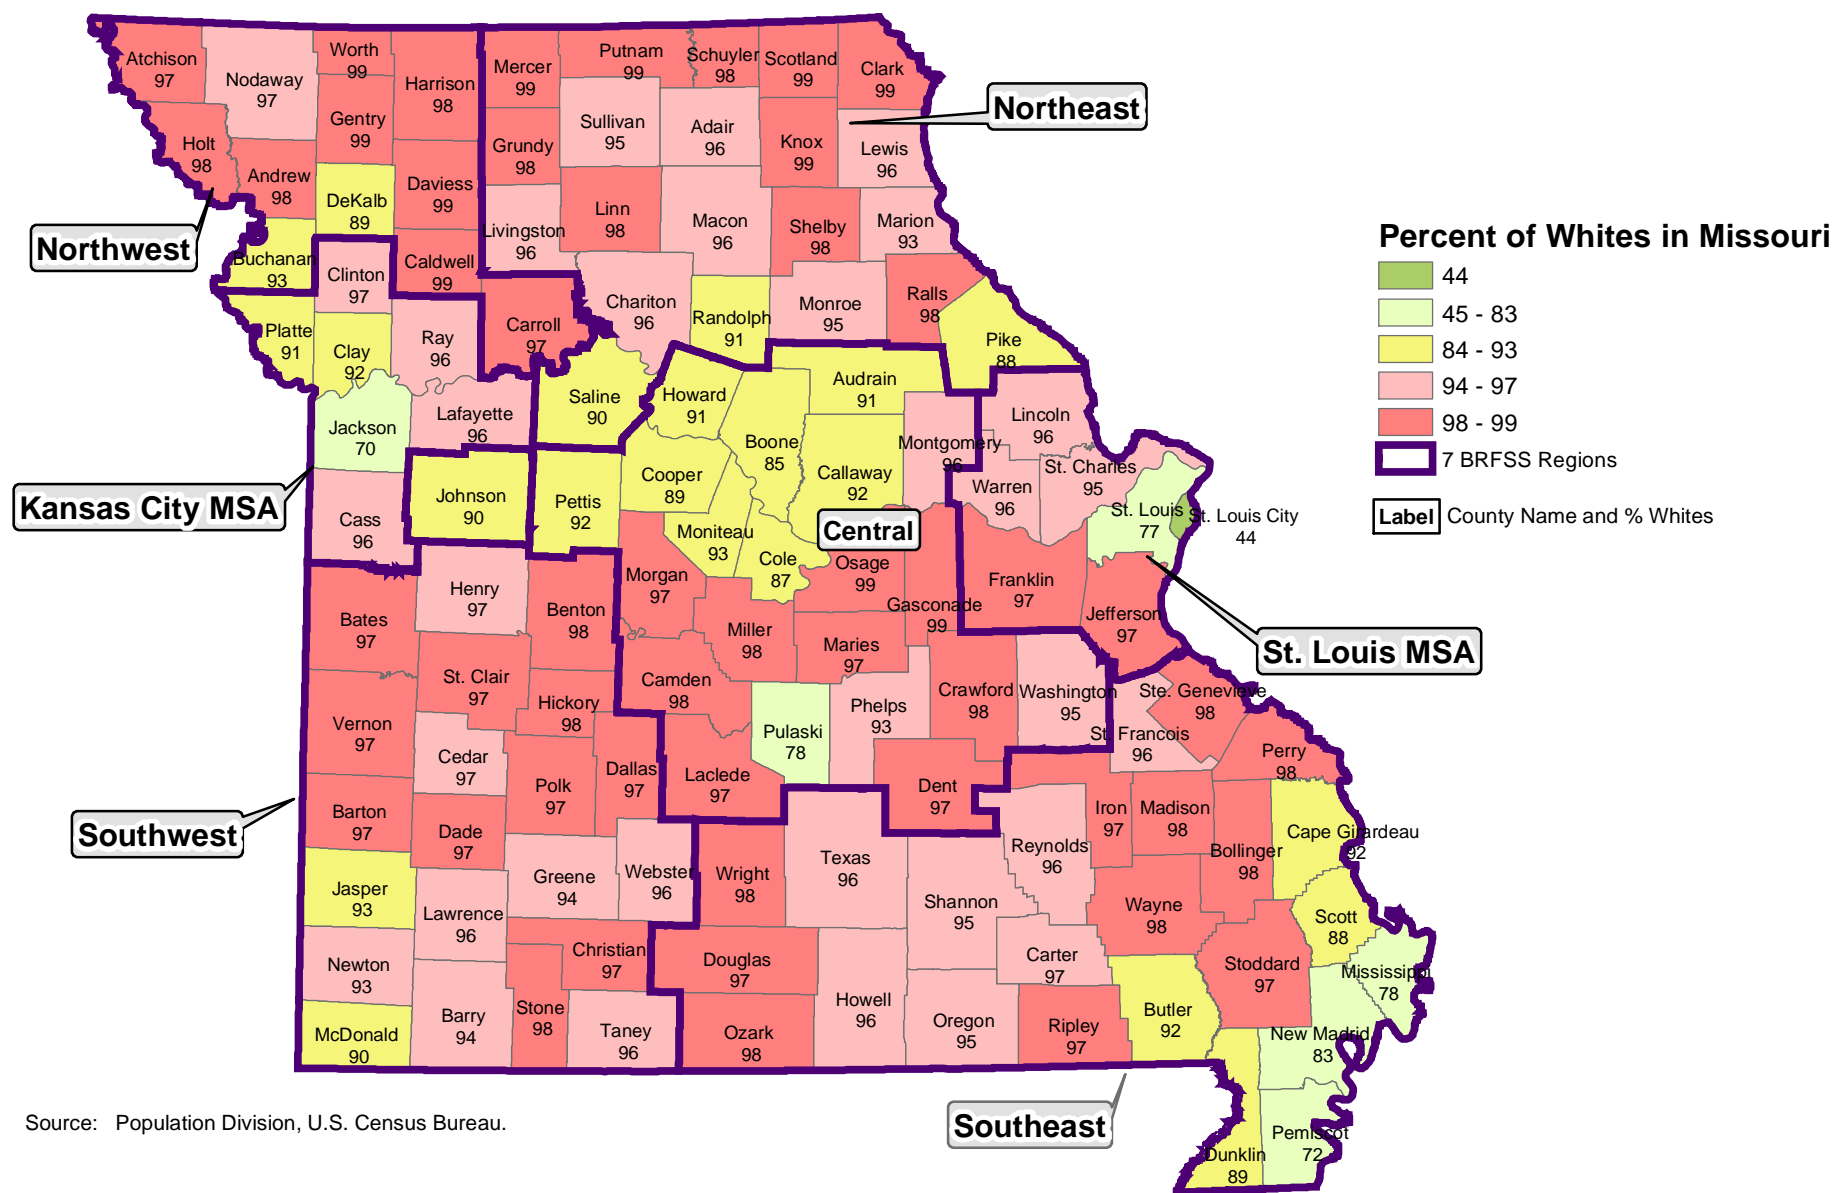 Atchison
97
Nodaway
97
Worth
99
Harrison
98
Mercer
99
Putnam
99
Schuyler
98
Scotland
99
Clark
99
Northeast
Holt
98
Andrew
98
Gentry
99
DeKalb
89
Daviess
99
Grundy
98
Sullivan
95
Adair
96
Knox
99
Lewis
96
Northwest
Buchanan
93
Clinton
97
Caldwell
99
Livingston
96
Linn
98
Macon
96
Shelby
98
Marion
93
Platte
91
Clay
92
Ray
96
Carroll
97
Chariton
96
Randolph
91
Monroe
95
Ralls
98
Pike
88
Jackson
70
Lafayette
96
Saline
90
Howard
91
Boone
85
Audrain
91
Callaway
92
Montgomery
96
Lincoln
96
Warren
96
St. Charles
95
St. Louis
77
St. Louis City
44
Kansas City MSA
Cass
96
Johnson
90
Pettis
92
Cooper
89
Moniteau
93
Cole
87
Central
Osage
99
Gasconade
99
Franklin
97
Jefferson
97
St. Louis MSA
Bates
97
Henry
97
Benton
98
Morgan
97
Miller
98
Maries
97
Vernon
97
St. Clair
97
Hickory
98
Camden
98
Pulaski
78
Phelps
93
Crawford
98
Washington
95
Ste. Genevieve
98
St. Francois
96
Perry
98
Cedar
97
Polk
97
Dallas
97
Laclede
97
Dent
97
Southwest
Barton
97
Dade
97
Greene
94
Webster
96
Wright
98
Texas
96
Shannon
95
Reynolds
96
Iron
97
Madison
98
Bollinger
98
Cape Girardeau
92
Jasper
93
Lawrence
96
Christian
97
Douglas
97
Carter
97
Wayne
98
Stoddard
97
Scott
88
Mississippi
78
Newton
93
McDonald
90
Barry
94
Stone
98
Taney
96
Ozark
98
Howell
96
Oregon
95
Ripley
97
Butler
92
New Madrid
83
Dunklin
89
Pemiscot
72
Southeast
Percent of Whites in Missouri
44
45 - 83
84 - 93
94 - 97
98 - 99
7 BRFSS Regions
Label County Name and % Whites
Source: Population Division, U.S. Census Bureau.